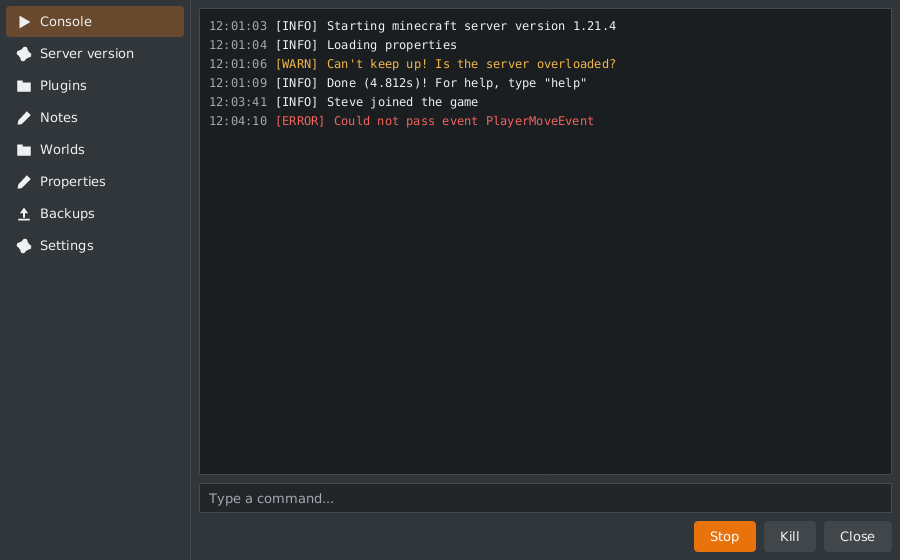 Console
Server version
Plugins
Notes
Worlds
Properties
Backups
Settings
12:01:03 [INFO] Starting minecraft server version 1.21.4
12:01:04 [INFO] Loading properties
12:01:06 [WARN] Can't keep up! Is the server overloaded?
12:01:09 [INFO] Done (4.812s)! For help, type "help"
12:03:41 [INFO] Steve joined the game
12:04:10 [ERROR] Could not pass event PlayerMoveEvent
Type a command...
Stop Kill Close